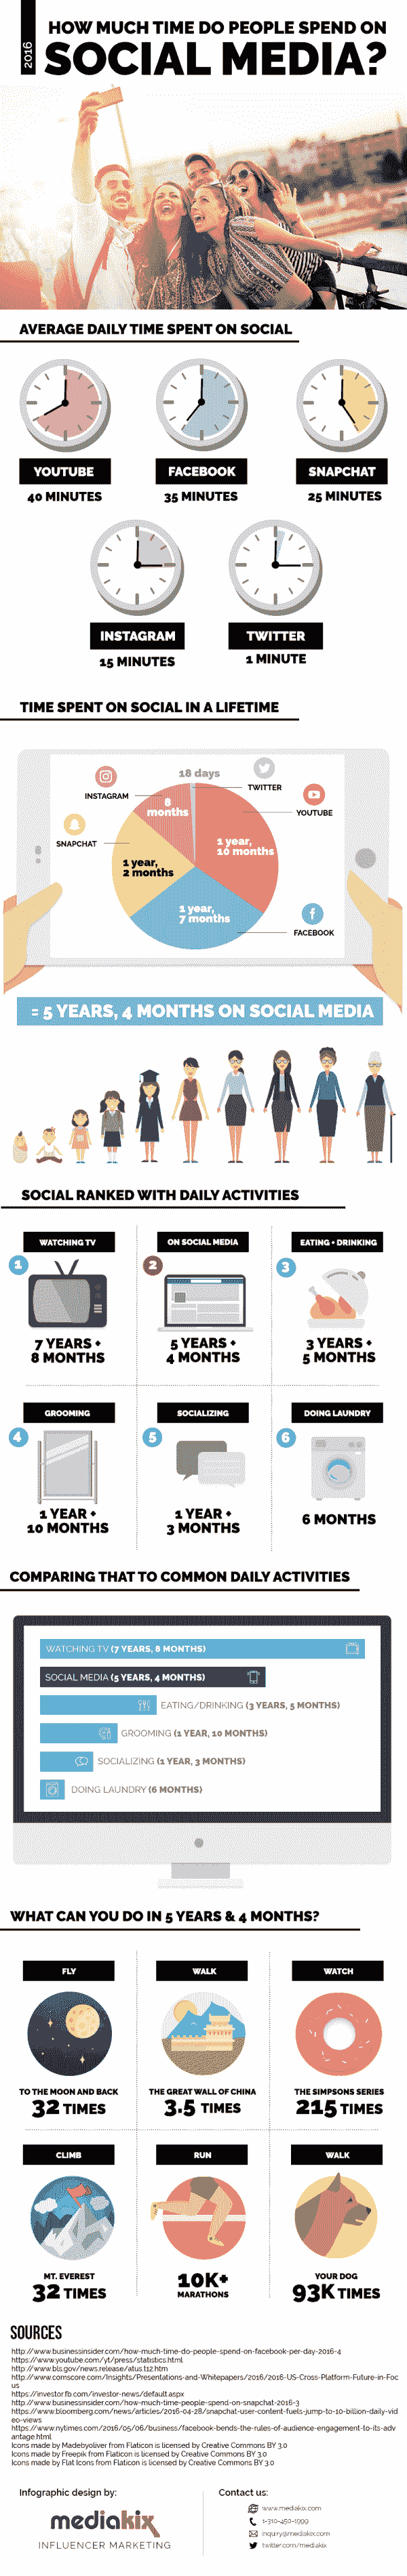 2016
HOW MUCH TIME DO PEOPLE SPEND ON
SOCIAL MEDIA?
AVERAGE DAILY TIME SPENT ON SOCIAL
YOUTUBE
40 MINUTES
FACEBOOK
35 MINUTES
SNAPCHAT
25 MINUTES
INSTAGRAM
15 MINUTES
TWITTER
1 MINUTE
TIME SPENT ON SOCIAL IN A LIFETIME
18 days
TWITTER
INSTAGRAM
8
months
YOUTUBE
SNAPCHAT
1 year,
10 months
1 year,
2 months
1 year,
7 months
FACEBOOK
= 5 YEARS, 4 MONTHS ON SOCIAL MEDIA
SOCIAL RANKED WITH DAILY ACTIVITIES
WATCHING TV
1
7 YEARS +
8 MONTHS
ON SOCIAL MEDIA
2
5 YEARS +
4 MONTHS
EATING + DRINKING
3
3 YEARS +
5 MONTHS
GROOMING
4
1 YEAR +
10 MONTHS
SOCIALIZING
5
1 YEAR +
3 MONTHS
DOING LAUNDRY
6
6 MONTHS
COMPARING THAT TO COMMON DAILY ACTIVITIES
WATCHING TV (7 YEARS, 8 MONTHS)
SOCIAL MEDIA (5 YEARS, 4 MONTHS)
EATING/DRINKING (3 YEARS, 5 MONTHS)
GROOMING (1 YEAR, 10 MONTHS)
SOCIALIZING (1 YEAR, 3 MONTHS)
DOING LAUNDRY (6 MONTHS)
WHAT CAN YOU DO IN 5 YEARS & 4 MONTHS?
FLY
TO THE MOON AND BACK
32 TIMES
WALK
THE GREAT WALL OF CHINA
3.5 TIMES
WATCH
THE SIMPSONS SERIES
215 TIMES
CLIMB
MT. EVEREST
32 TIMES
RUN
10K+
MARATHONS
WALK
YOUR DOG
93K TIMES
SOURCES
http://www.businessinsider.com/how-much-time-do-people-spend-on-facebook-per-day-2016-4
https://www.youtube.com/yt/press/statistics.html
http://www.bls.gov/news.release/atus.t12.htm
http://www.comscore.com/Insights/Presentations-and-Whitepapers/2016/2016-US-Cross-Platform-Future-in-Foc
us
https://investor.fb.com/investor-news/default.aspx
http://www.businessinsider.com/how-much-time-people-spend-on-snapchat-2016-3
https://www.bloomberg.com/news/articles/2016-04-28/snapchat-user-content-fuels-jump-to-10-billion-daily-vid
eo-views
https://www.nytimes.com/2016/05/06/business/facebook-bends-the-rules-of-audience-engagement-to-its-adv
antage.html
Icons made by Madebyoliver from Flaticon is licensed by Creative Commons BY 3.0
Icons made by Freepik from Flaticon is licensed by Creative Commons BY 3.0
Icons made by Flat Icons from Flaticon is licensed by Creative Commons BY 3.0
Infographic design by:
mediakix
INFLUENCER MARKETING
Contact us:
www.mediakix.com
1-310-450-1999
inquiry@mediakix.com
twitter.com/mediakix